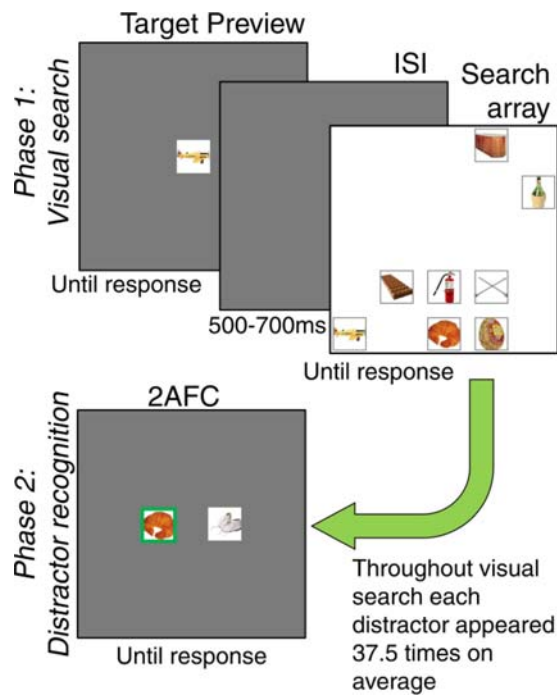 Target Preview
ISI
Search
array
Phase 1:
Visual search
Until response
500-700ms
Until response
2AFC
Phase 2:
Distractor recognition
Until response
Throughout visual
search each
distractor appeared
37.5 times on
average